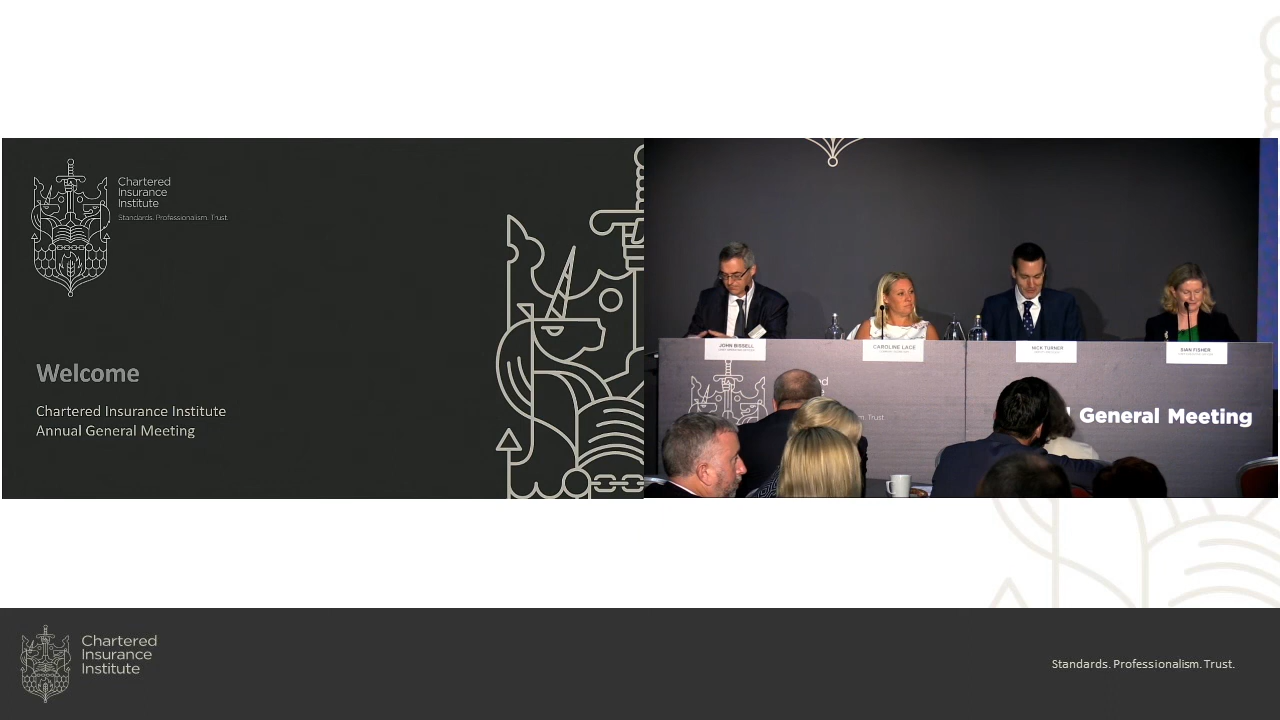 Chartered
Insurance
Institute
Standards. Professionalism. Trust.
Welcome
Chartered Insurance Institute
Annual General Meeting
JOHN BISSELL
CAROLINE LACE
NICK TURNER
SIAN FISHER
Trust.
General Meeting
Chartered
Insurance
Institute
Standards. Professionalism. Trust.